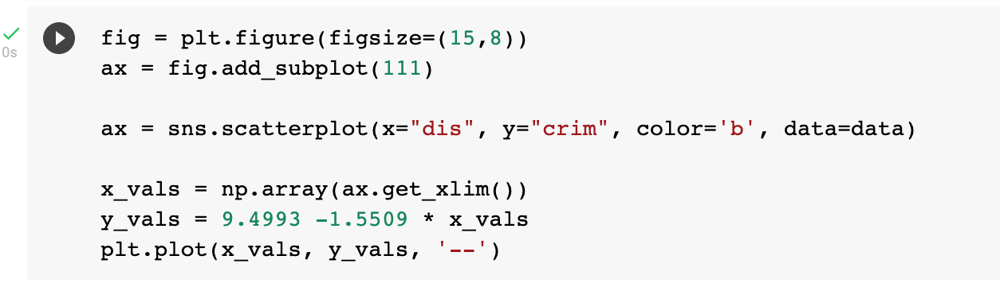 fig = plt.figure(figsize=(15,8))
0s
ax = fig.add_subplot(111)
ax = sns.scatterplot(x="dis", y="crim", color='b', data=data)
x_vals = np.array(ax.get_xlim())
y_vals = 9.4993 -1.5509 * x_vals
plt.plot(x_vals, y_vals, '--')